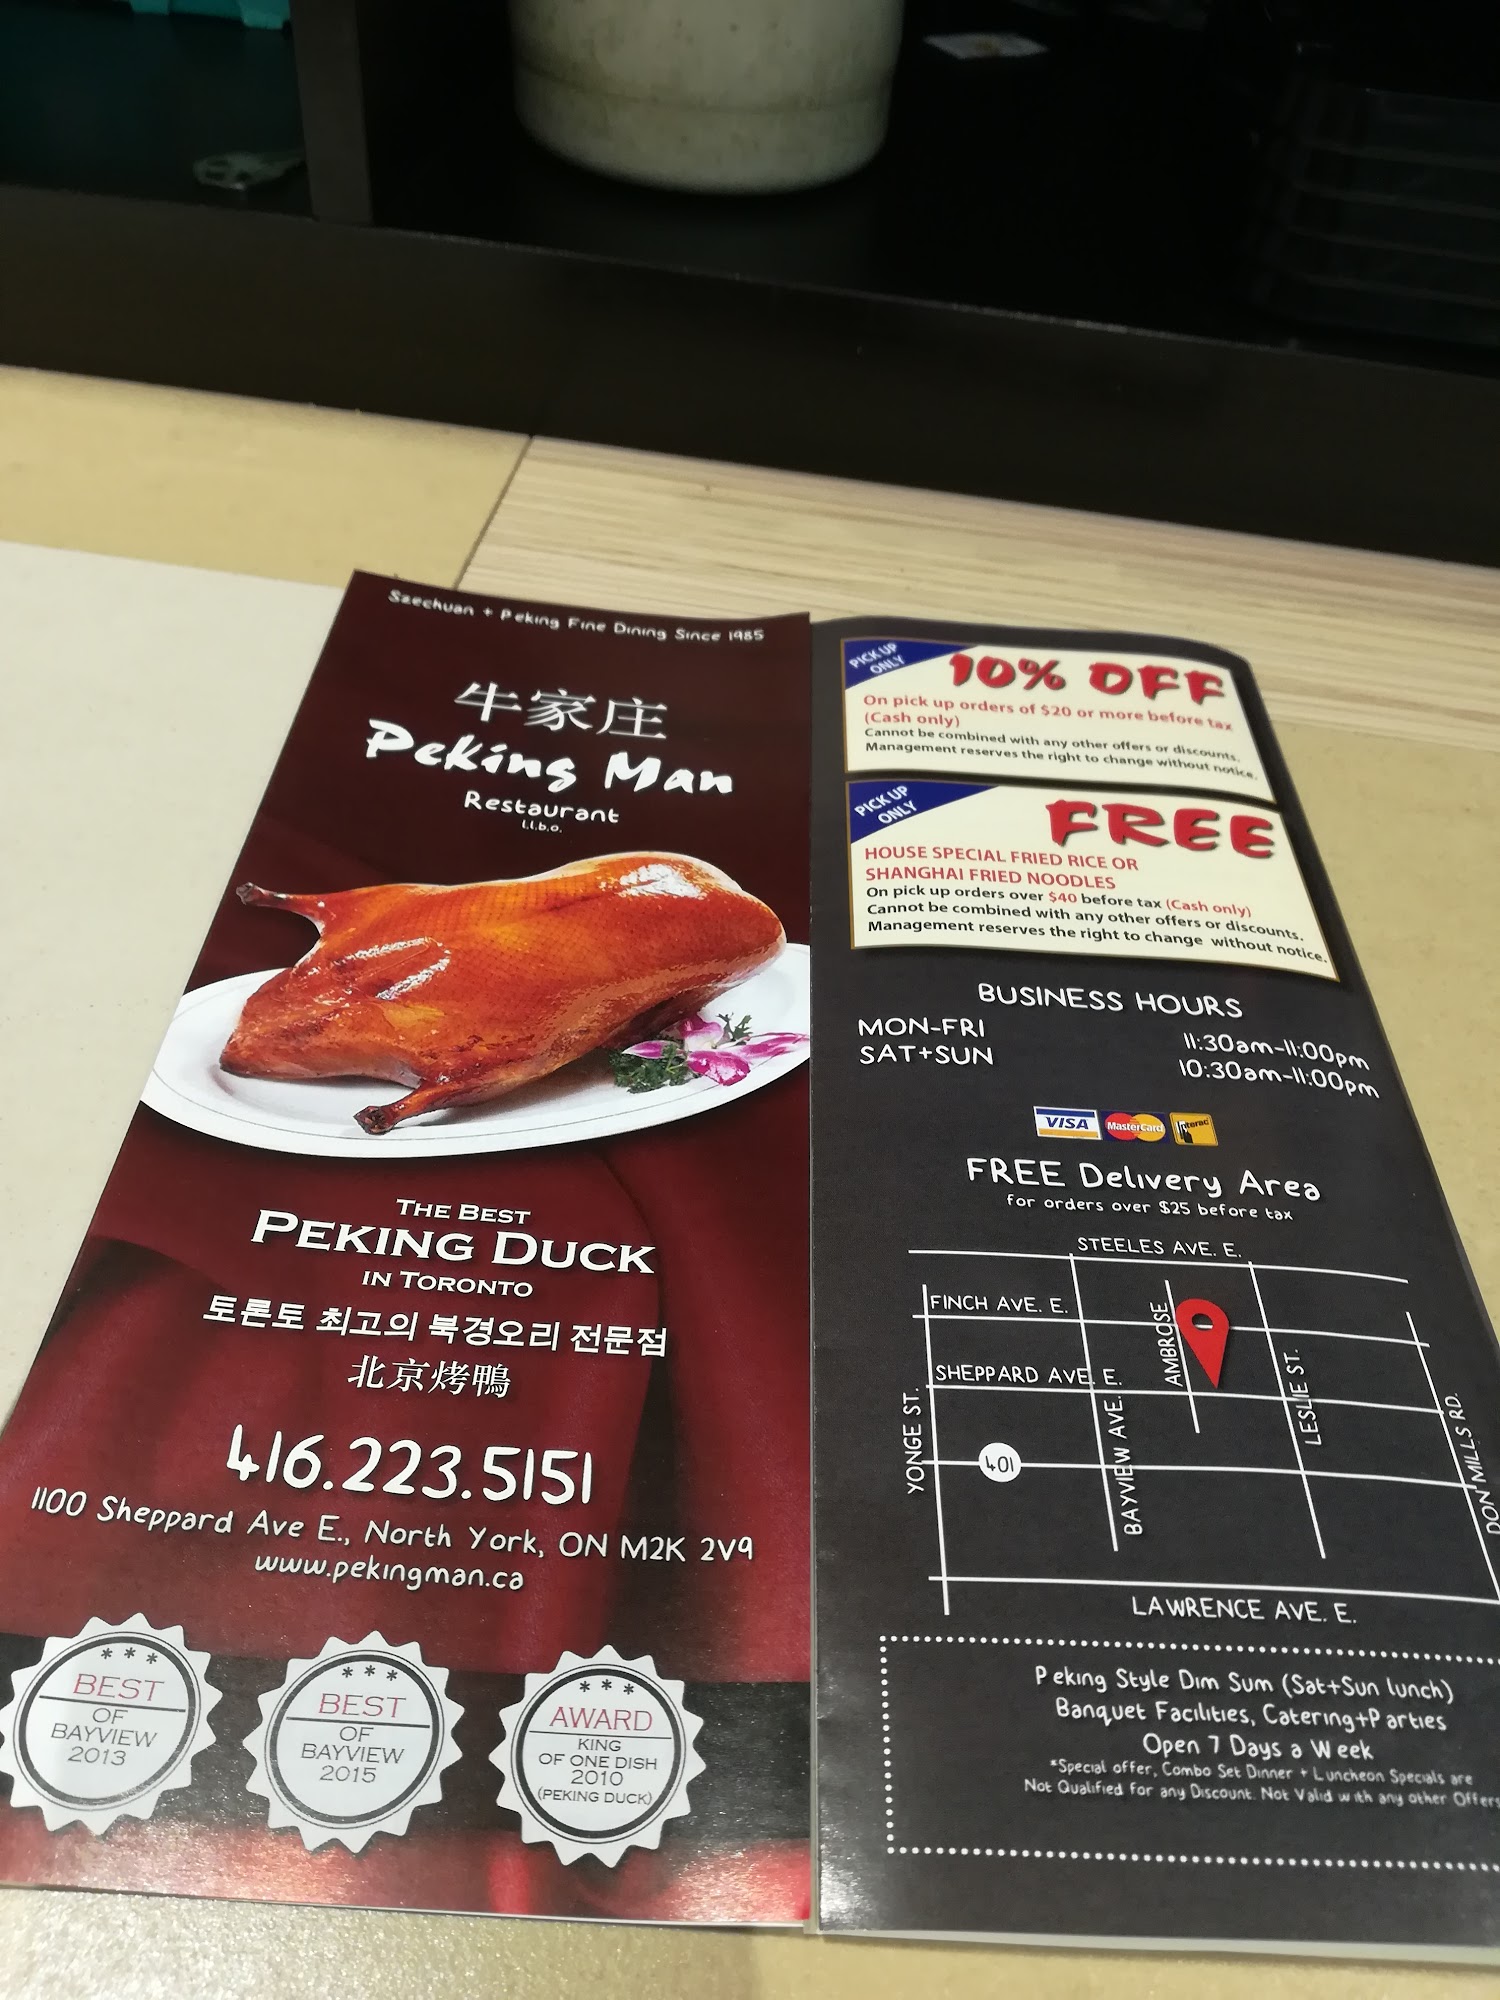 Szechuan + Peking Fine Dining Since 1985
牛家庄
Peking Man
Restaurant
l.l.b.o.
THE BEST
PEKING DUCK
IN TORONTO
토론토 최고의 북경오리 전문점
北京烤鴨
416.223.5151
1100 Sheppard Ave E., North York, ON M2K 2V9
www.pekingman.ca
***
BEST
OF
BAYVIEW
2013
***
BEST
OF
BAYVIEW
2015
***
AWARD
KING
OF ONE DISH
2010
(PEKING DUCK)
PICK UP
ONLY
10% OFF
On pick up orders of $20 or more before tax
(Cash only)
Cannot be combined with any other offers or discounts.
Management reserves the right to change without notice.
PICK UP
ONLY
FREE
HOUSE SPECIAL FRIED RICE OR
SHANGHAI FRIED NOODLES
On pick up orders over $40 before tax (Cash only)
Cannot be combined with any other offers or discounts.
Management reserves the right to change without notice.
BUSINESS HOURS
MON-FRI 11:30am-11:00pm
SAT+SUN 10:30am-11:00pm
VISA MasterCard Interac
FREE Delivery Area
for orders over $25 before tax
STEELES AVE. E.
FINCH AVE. E.
SHEPPARD AVE. E.
AMBROSE
YONGE ST.
401
BAYVIEW AVE.
LESLIE ST.
DON MILLS RD.
LAWRENCE AVE. E.
Peking Style Dim Sum (Sat+Sun lunch)
Banquet Facilities, Catering+Parties
Open 7 Days a Week
*Special offer, Combo Set Dinner + Luncheon Specials are
Not Qualified for any Discount. Not Valid with any other Offers